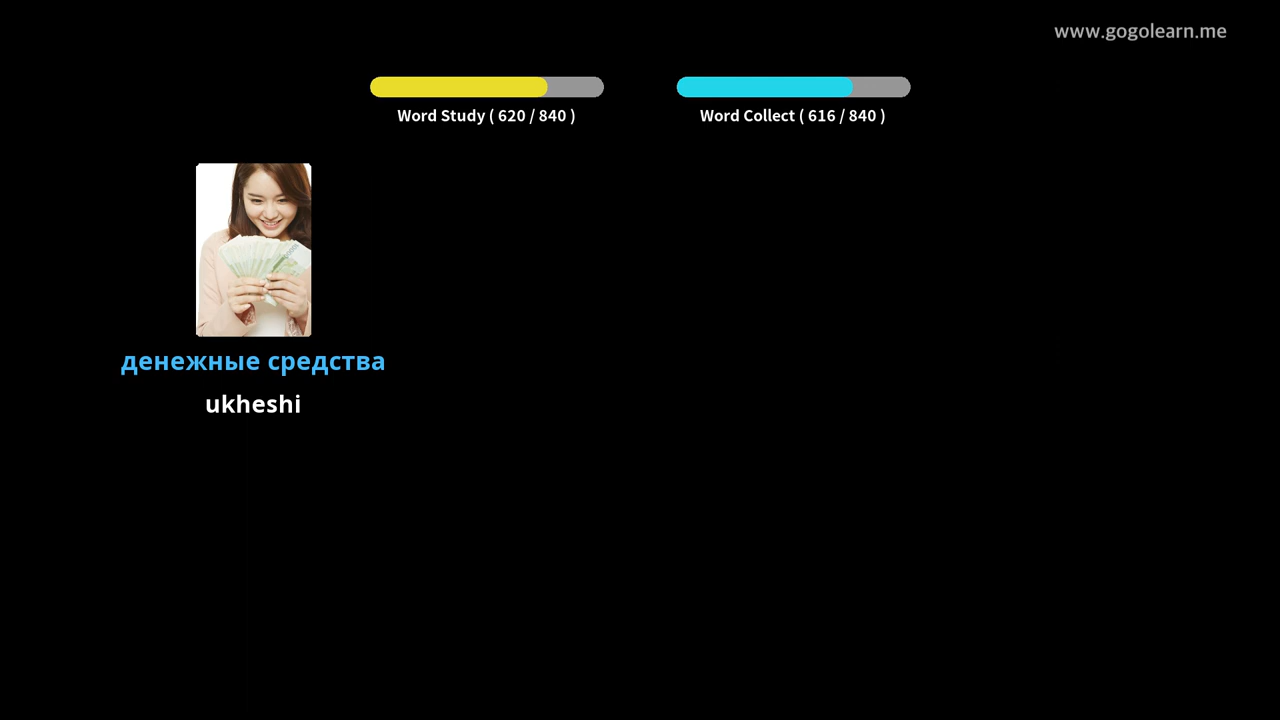 www.gogolearn.me
Word Study ( 620 / 840 )
Word Collect ( 616 / 840 )
денежные средства
ukheshi